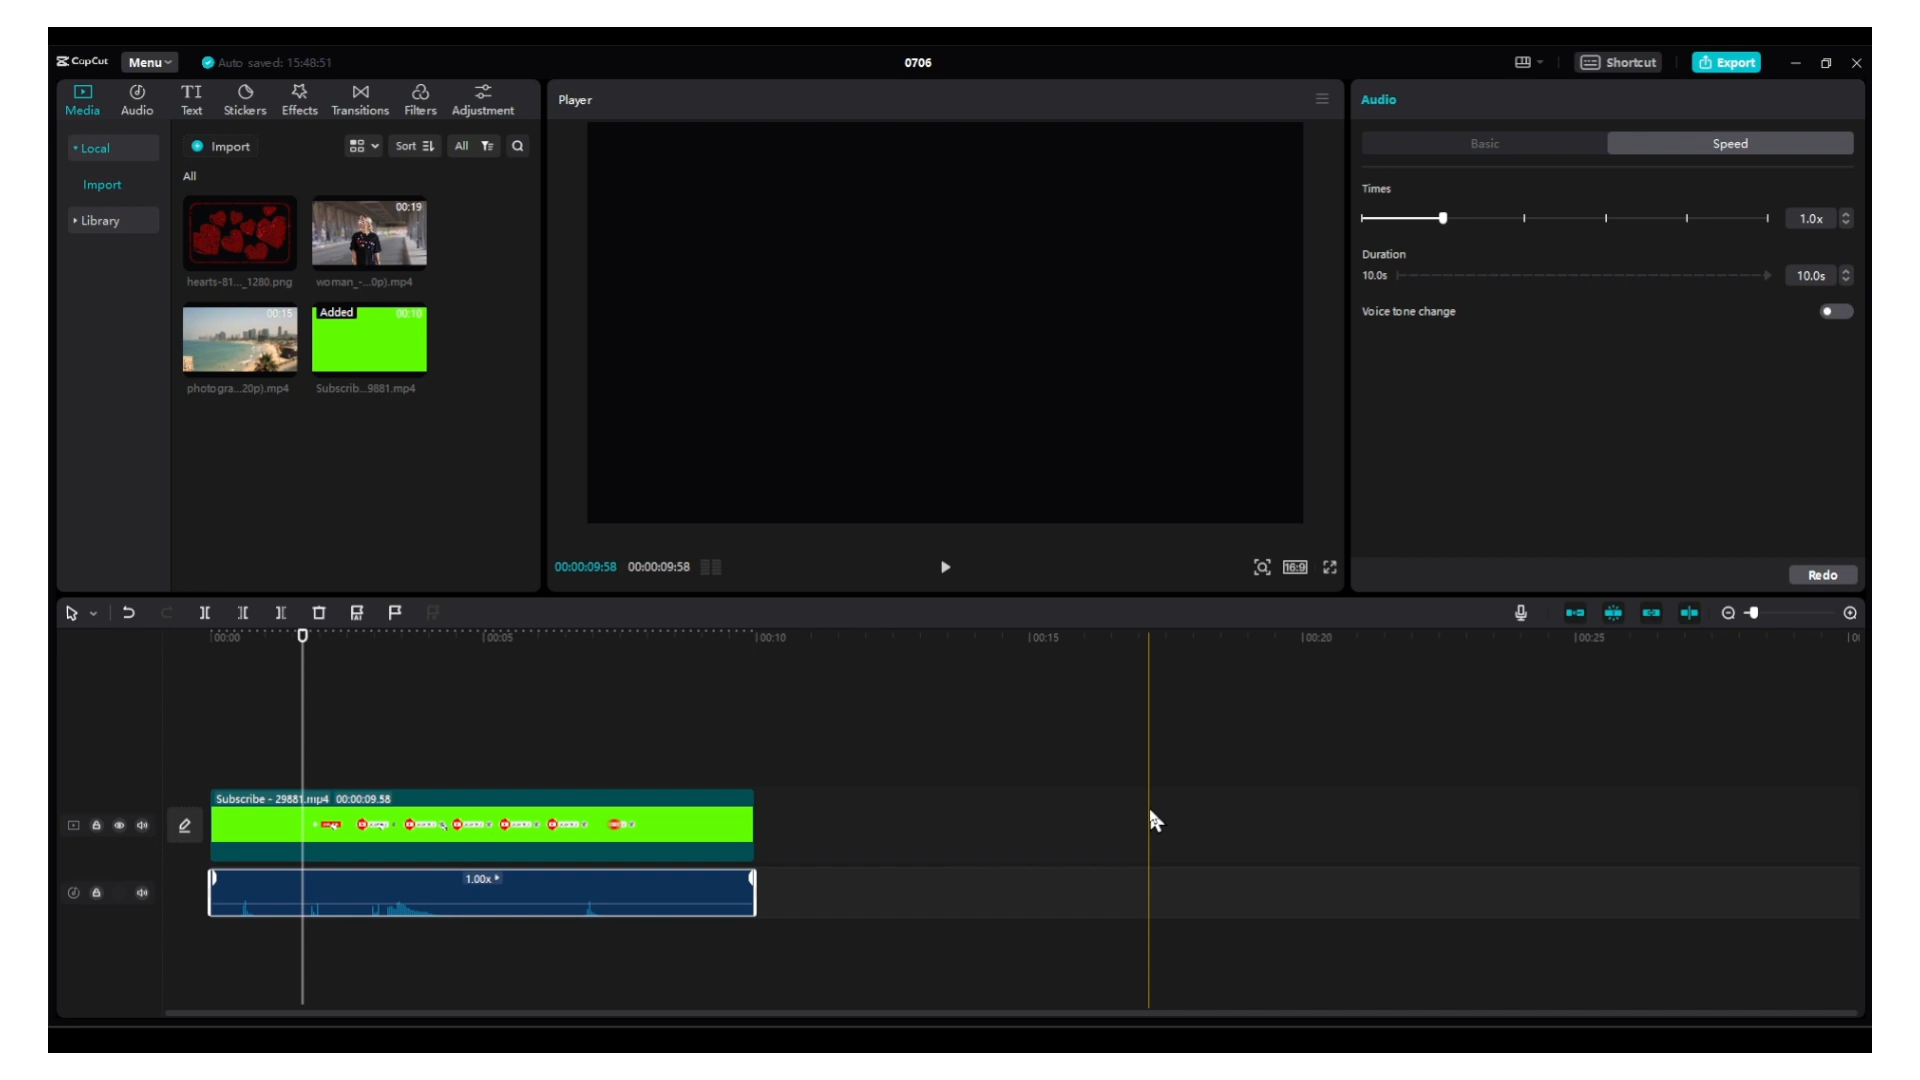 CapCut
Menu
Auto saved: 15:48:51
0706
Shortcut
Export
Media
Audio
TI
Text
Stickers
Effects
Transitions
Filters
Adjustment
Player
Audio
Local
Import
Library
Import
Sort
All
All
hearts-81..._1280.png
00:19
woman_-...0p).mp4
00:15
photogra...20p).mp4
Added
00:10
Subscrib...9881.mp4
00:00:09:58
00:00:09:58
16:9
Basic
Speed
Times
1.0x
Duration
10.0s
10.0s
Voice tone change
Redo
00:00
00:05
00:10
00:15
00:20
00:25
Subscribe - 29881.mp4 00:00:09.58
1.00x